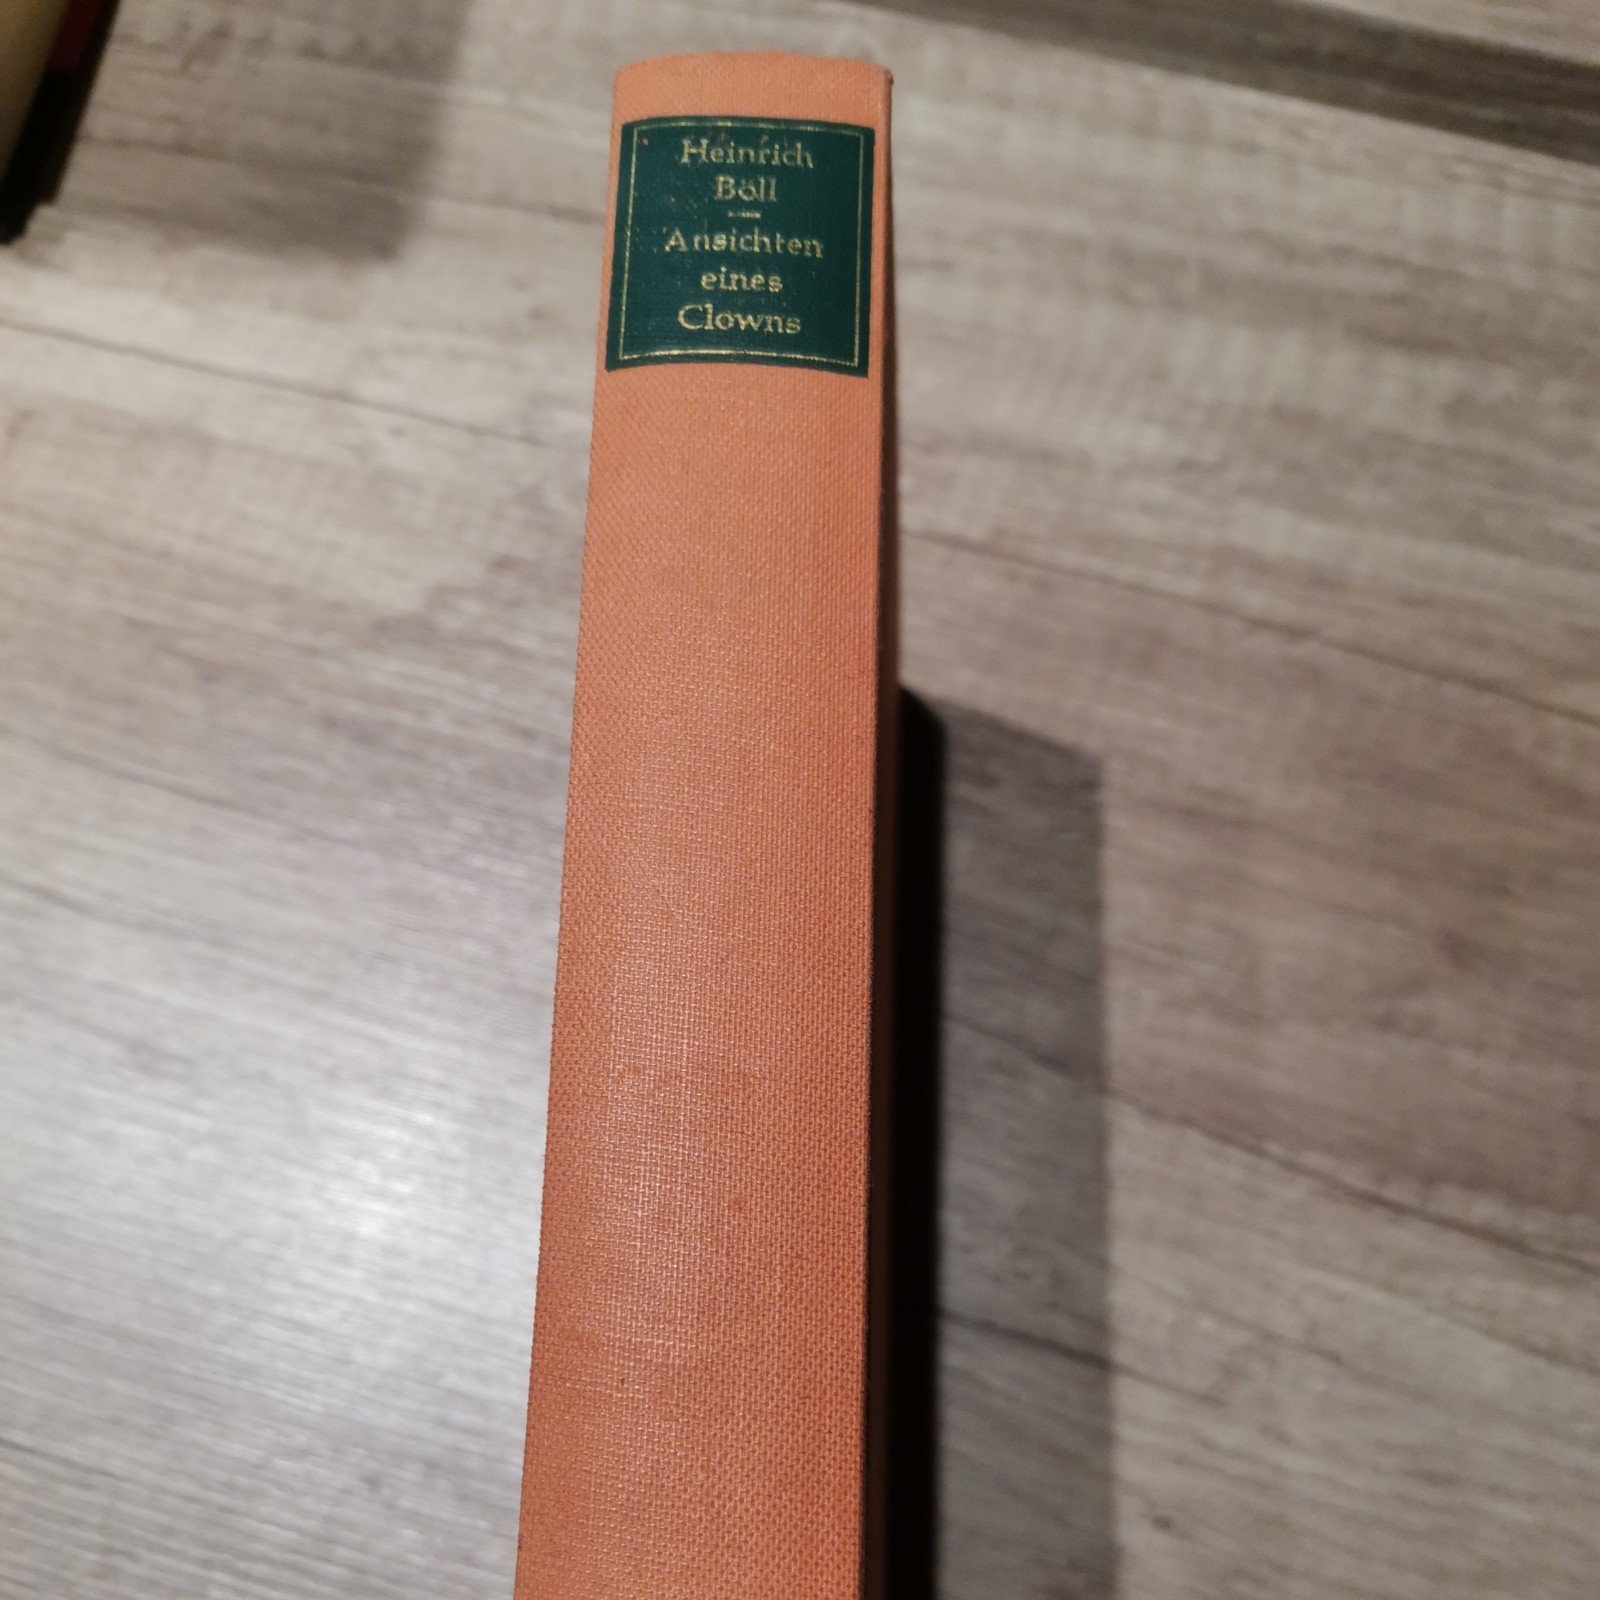 Heinrich
Böll
Ansichten
eines
Clowns